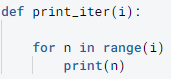 def print_iter(i):
    for n in range(i)
        print(n)